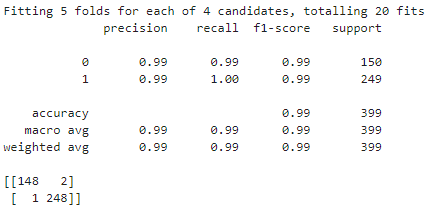 Fitting 5 folds for each of 4 candidates, totalling 20 fits
precision recall f1-score support
0 0.99 0.99 0.99 150
1 0.99 1.00 0.99 249
accuracy 0.99 399
macro avg 0.99 0.99 0.99 399
weighted avg 0.99 0.99 0.99 399
[[148 2]
[ 1 248]]